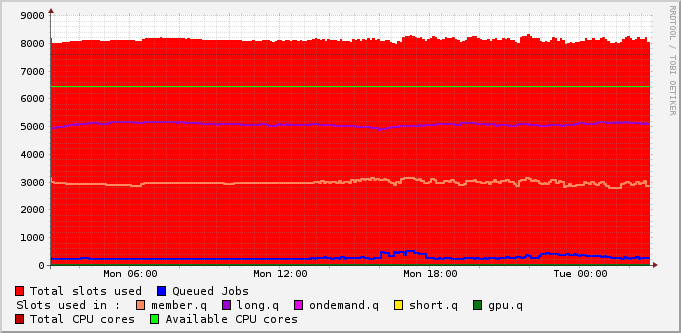 9000
8000
7000
6000
5000
4000
3000
2000
1000
0
Mon 06:00 Mon 12:00 Mon 18:00 Tue 00:00
RRDTOOL / TOBI OETIKER
Total slots used Queued Jobs
Slots used in : member.q long.q ondemand.q short.q gpu.q
Total CPU cores Available CPU cores